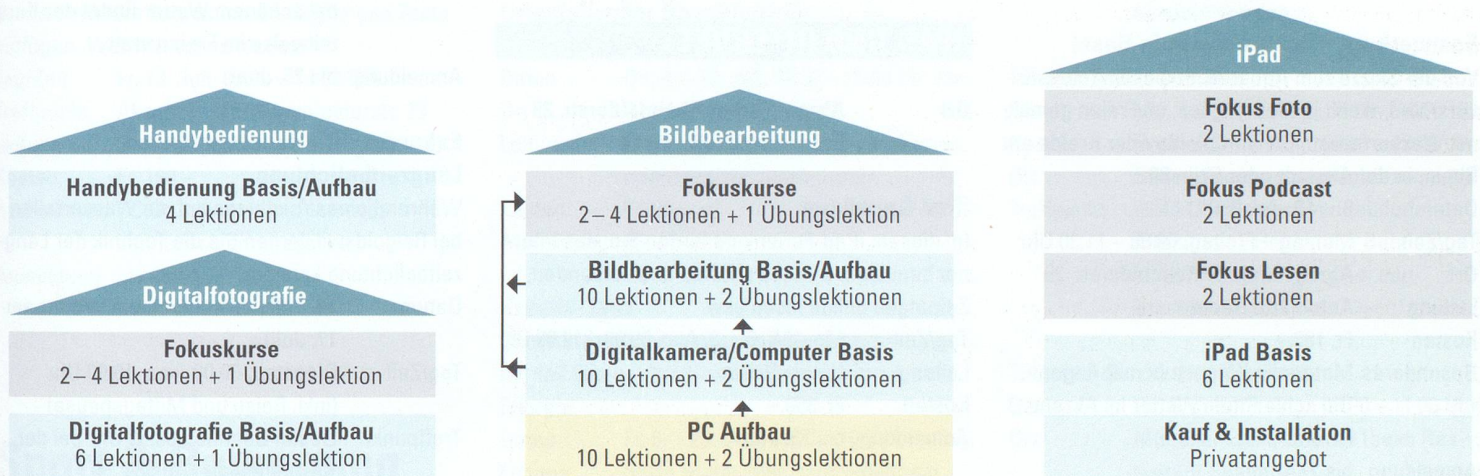 Handybedienung
Handybedienung Basis/Aufbau
4 Lektionen
Digitalfotografie
Fokuskurse
2– 4 Lektionen + 1 Übungslektion
Digitalfotografie Basis/Aufbau
6 Lektionen + 1 Übungslektion
Bildbearbeitung
Fokuskurse
2– 4 Lektionen + 1 Übungslektion
Bildbearbeitung Basis/Aufbau
10 Lektionen + 2 Übungslektionen
Digitalkamera/Computer Basis
10 Lektionen + 2 Übungslektionen
PC Aufbau
10 Lektionen + 2 Übungslektionen
iPad
Fokus Foto
2 Lektionen
Fokus Podcast
2 Lektionen
Fokus Lesen
2 Lektionen
iPad Basis
6 Lektionen
Kauf & Installation
Privatangebot